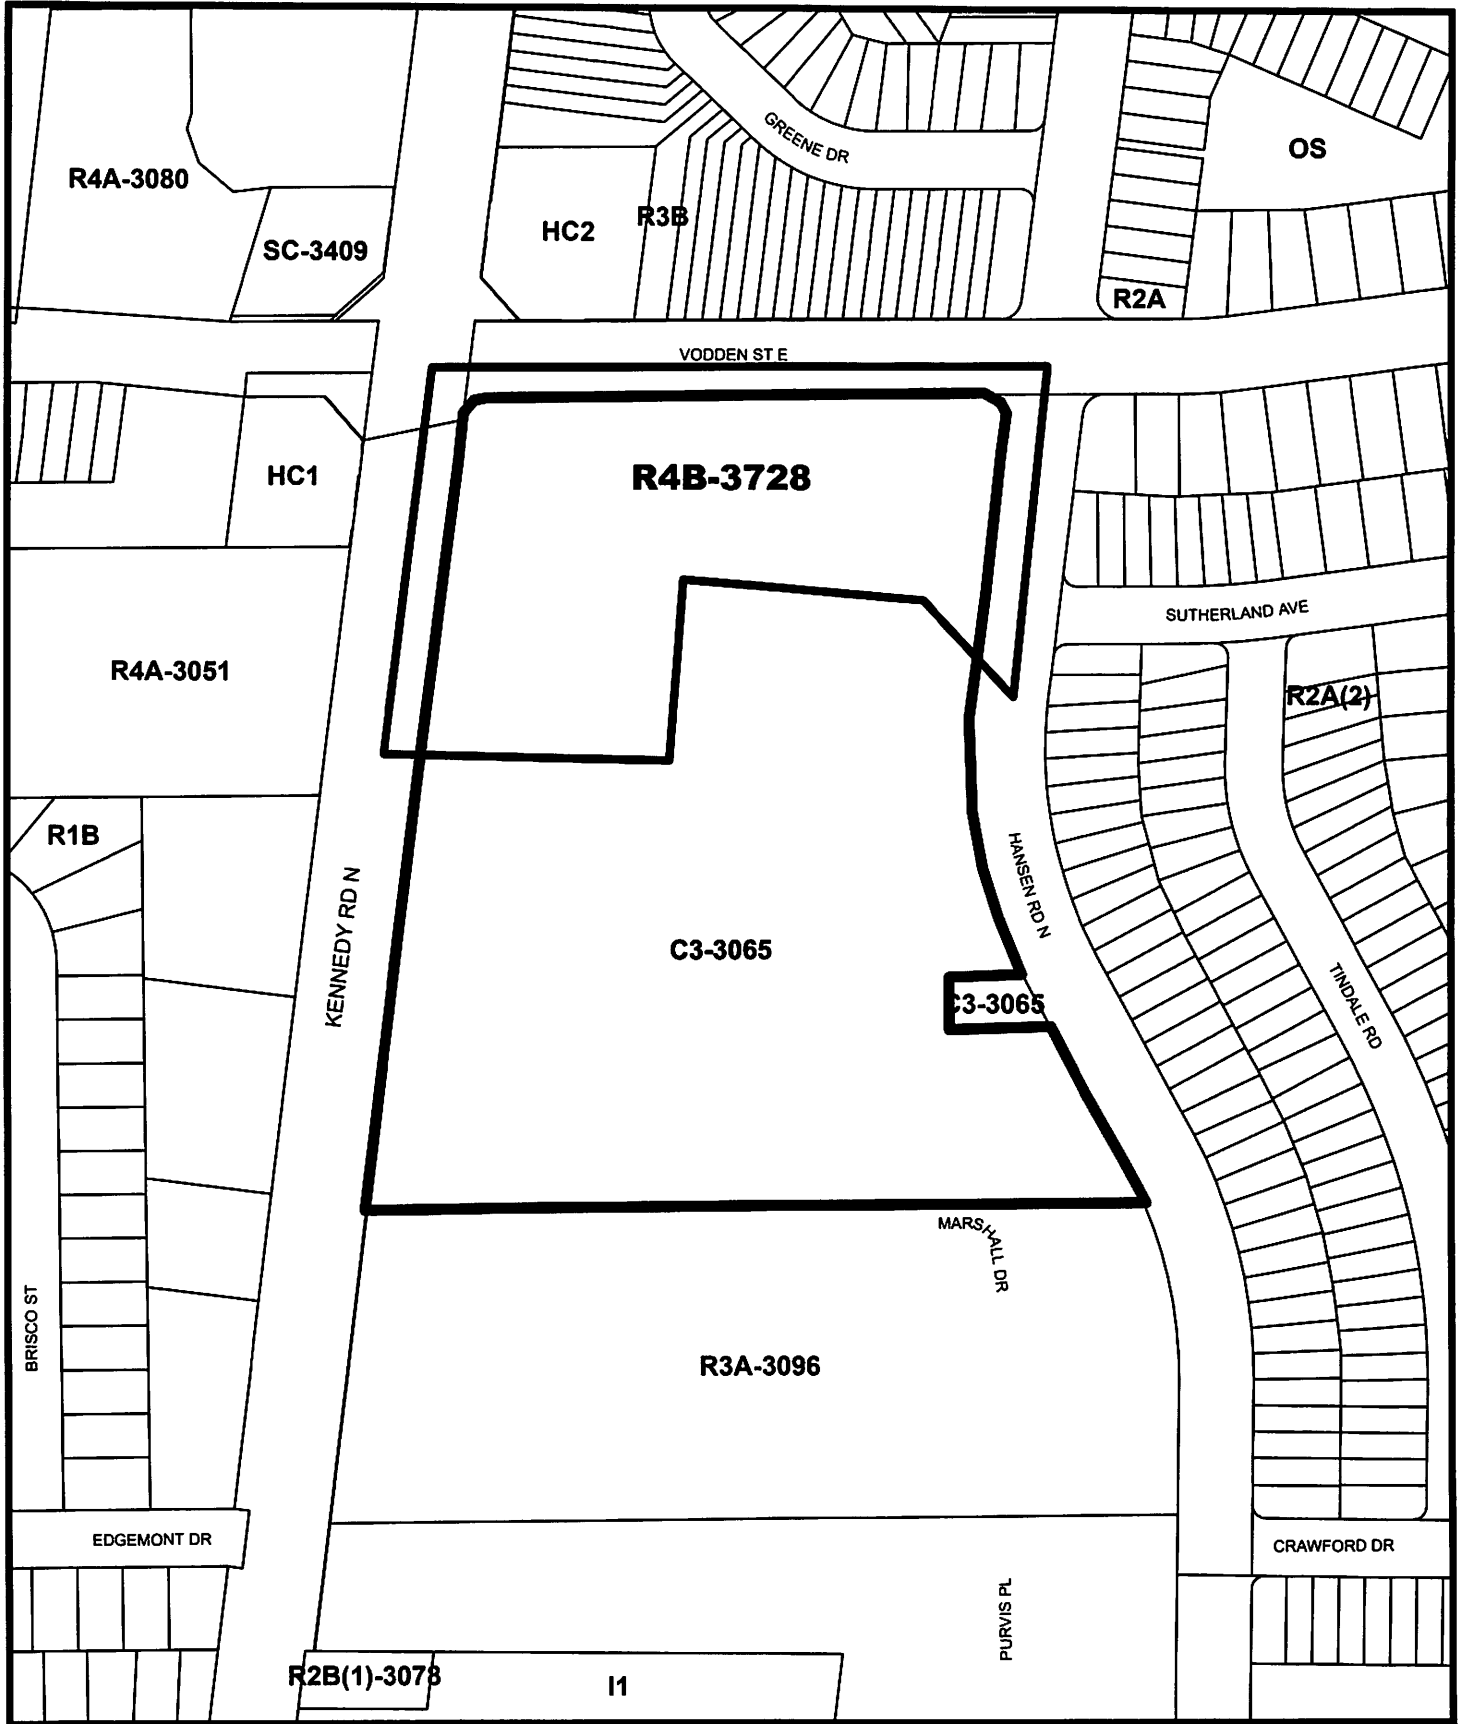 GREENE DR
OS
R4A-3080
R3B
HC2
SC-3409
R2A
VODDEN ST E
HC1
R4B-3728
SUTHERLAND AVE
R4A-3051
R2A(2)
R1B
HANSEN RD N
KENNEDY RD N
C3-3065
C3-3065
TINDALE RD
MARSHALL DR
BRISCO ST
R3A-3096
EDGEMONT DR
CRAWFORD DR
PURVIS PL
R2B(1)-3078
I1